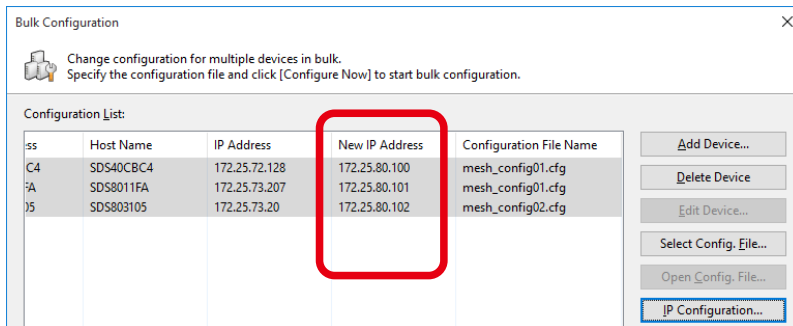 Bulk Configuration
Change configuration for multiple devices in bulk.
Specify the configuration file and click [Configure Now] to start bulk configuration.
Configuration List:
ss Host Name IP Address New IP Address Configuration File Name
C4 SDS40CBC4 172.25.72.128 172.25.80.100 mesh_config01.cfg
FA SDS8011FA 172.25.73.207 172.25.80.101 mesh_config01.cfg
05 SDS803105 172.25.73.20 172.25.80.102 mesh_config02.cfg
Add Device...
Delete Device
Edit Device...
Select Config. File...
Open Config. File...
IP Configuration...